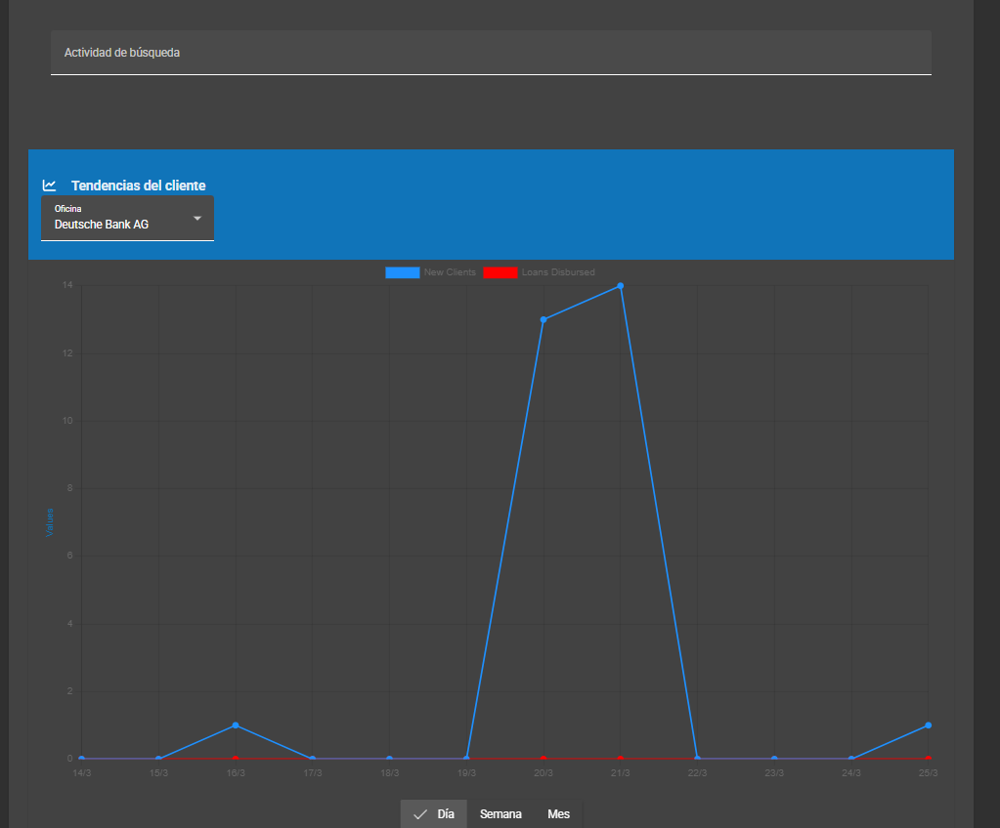 Actividad de búsqueda
Tendencias del cliente
Oficina
Deutsche Bank AG
New Clients Loans Disbursed
14
12
10
8
Values
6
4
2
0
14/3 15/3 16/3 17/3 18/3 19/3 20/3 21/3 22/3 23/3 24/3 25/3
Día Semana Mes